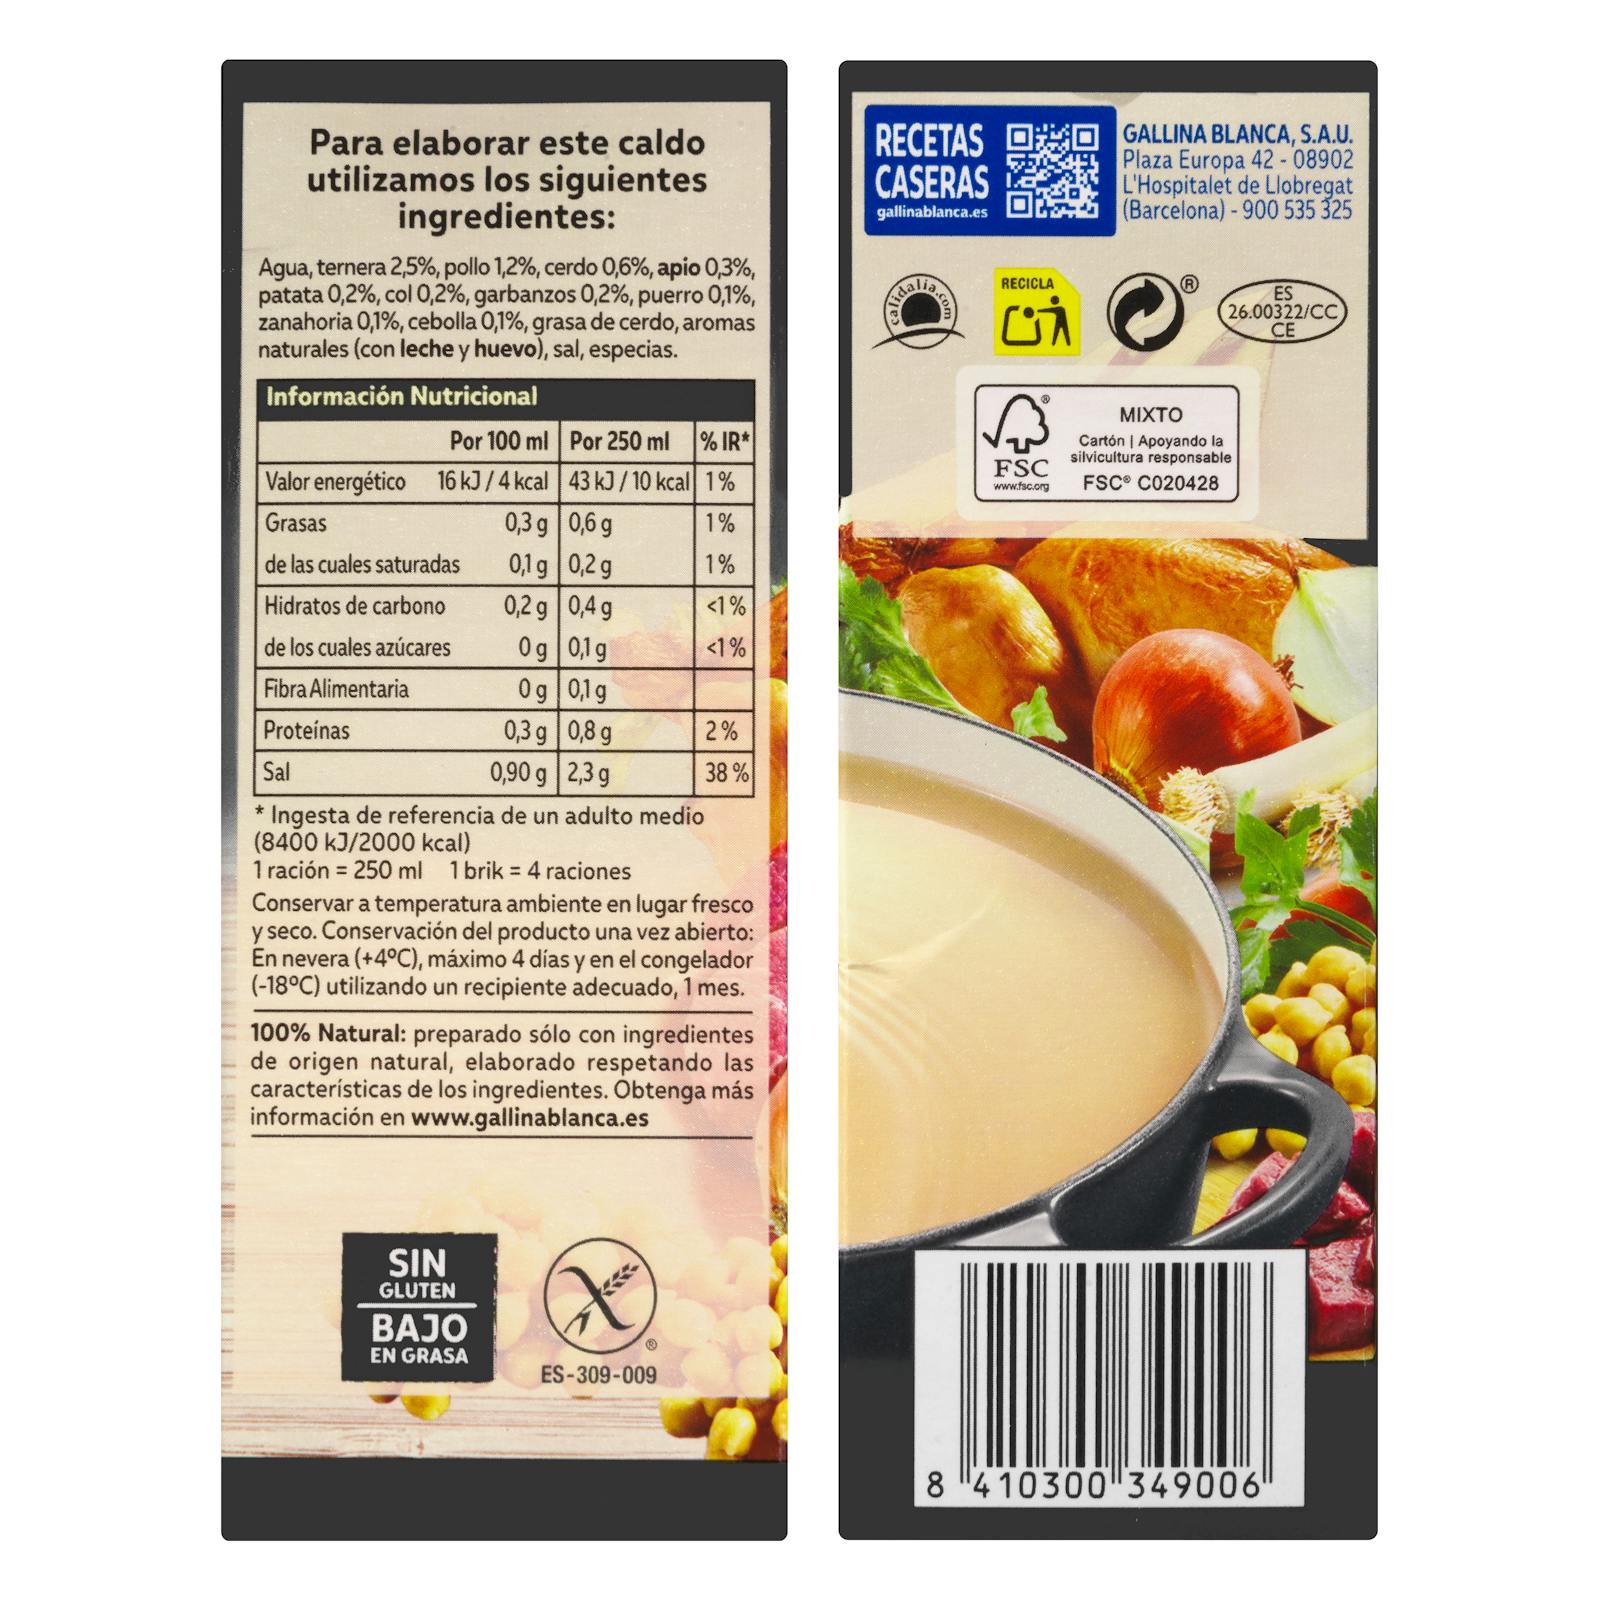 Para elaborar este caldo
utilizamos los siguientes
ingredientes:
Agua, ternera 2,5%, pollo 1,2%, cerdo 0,6%, apio 0,3%,
patata 0,2%, col 0,2%, garbanzos 0,2%, puerro 0,1%,
zanahoria 0,1%, cebolla 0,1%, grasa de cerdo, aromas
naturales (con leche y huevo), sal, especias.
Información Nutricional
Por 100 ml Por 250 ml % IR*
Valor energético 16 kJ / 4 kcal 43 kJ / 10 kcal 1 %
Grasas 0,3 g 0,6 g 1 %
de las cuales saturadas 0,1 g 0,2 g 1 %
Hidratos de carbono 0,2 g 0,4 g <1 %
de los cuales azúcares 0 g 0,1 g <1 %
Fibra Alimentaria 0 g 0,1 g
Proteínas 0,3 g 0,8 g 2 %
Sal 0,90 g 2,3 g 38 %
* Ingesta de referencia de un adulto medio
(8400 kJ/2000 kcal)
1 ración = 250 ml 1 brik = 4 raciones
Conservar a temperatura ambiente en lugar fresco
y seco. Conservación del producto una vez abierto:
En nevera (+4ºC), máximo 4 días y en el congelador
(-18ºC) utilizando un recipiente adecuado, 1 mes.
100% Natural: preparado sólo con ingredientes
de origen natural, elaborado respetando las
características de los ingredientes. Obtenga más
información en www.gallinablanca.es
SIN
GLUTEN
BAJO
EN GRASA
®
ES-309-009
RECETAS
CASERAS
gallinablanca.es
GALLINA BLANCA, S.A.U.
Plaza Europa 42 - 08902
L'Hospitalet de Llobregat
(Barcelona) - 900 535 325
calidalia.com
RECICLA
®
ES
26.00322/CC
CE
®
FSC
www.fsc.org
MIXTO
Cartón | Apoyando la
silvicultura responsable
FSC® C020428
8 410300 349006